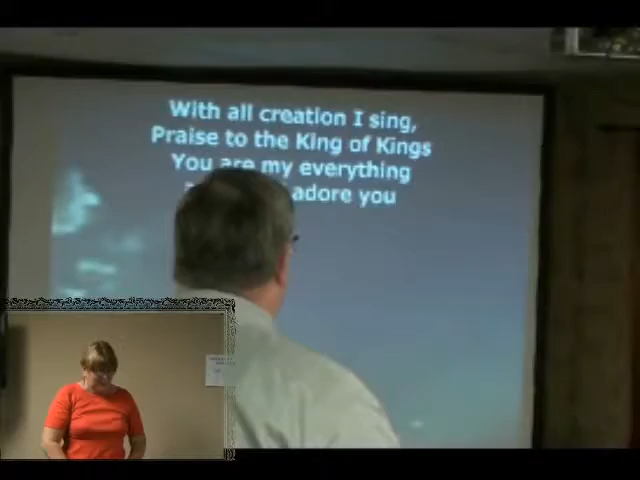 With all creation I sing,
Praise to the King of Kings
You are my everything
adore you